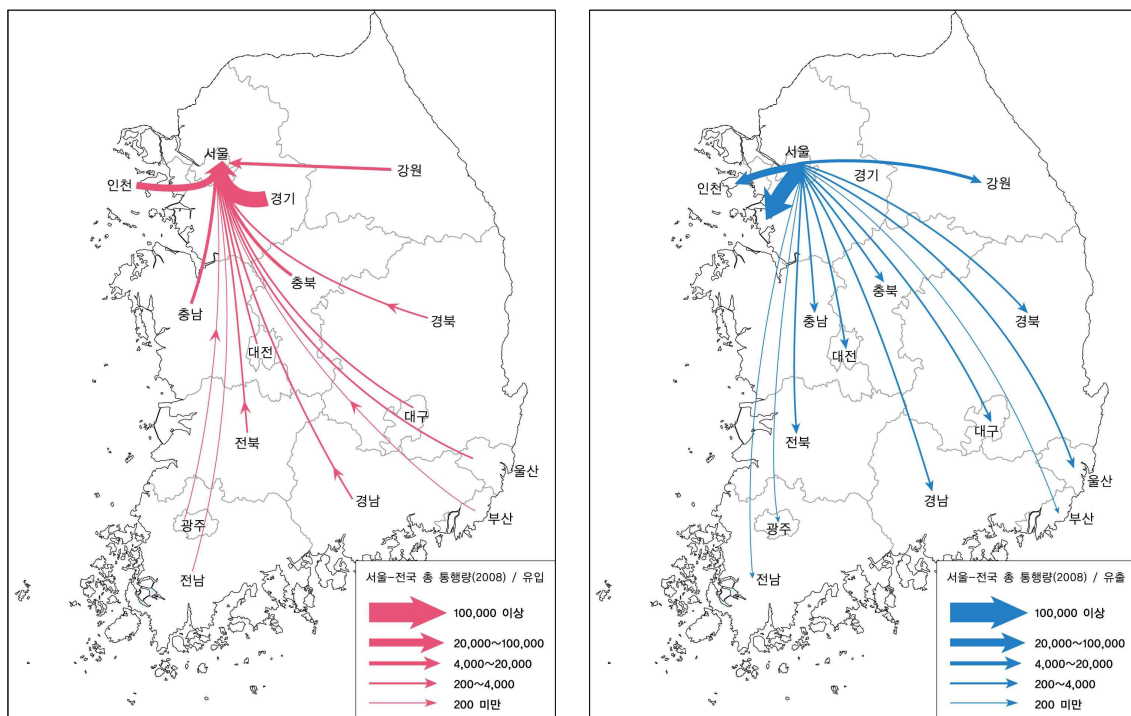 서울
인천
강원
경기
충북
충남
경북
대전
대구
전북
울산
경남
부산
광주
전남
서울-전국 총 통행량(2008) / 유입
100,000 이상
20,000~100,000
4,000~20,000
200~4,000
200 미만
서울
경기
인천
강원
충북
충남
경북
대전
대구
전북
울산
경남
부산
광주
전남
서울-전국 총 통행량(2008) / 유출
100,000 이상
20,000~100,000
4,000~20,000
200~4,000
200 미만